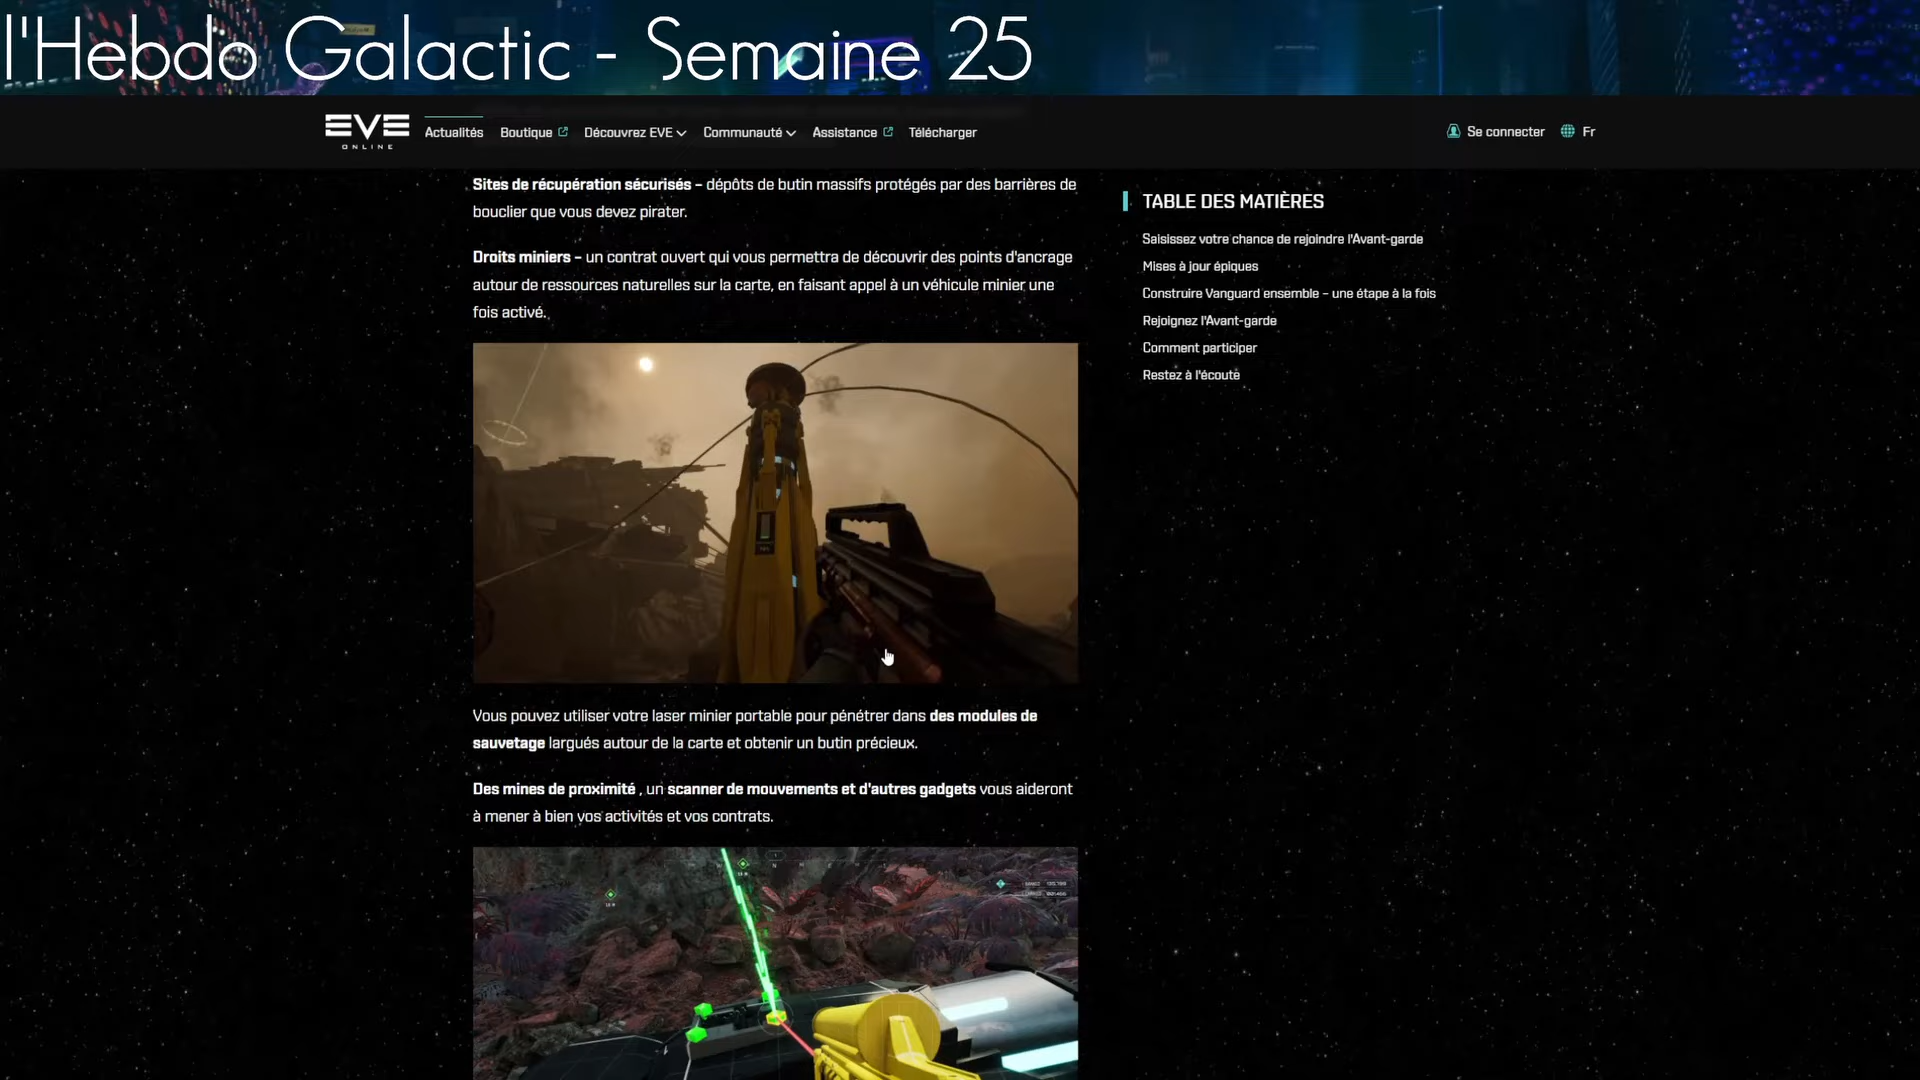 l'Hebdo Galactic - Semaine 25
EVE
ONLINE
Actualités
Boutique
Découvrez EVE
Communauté
Assistance
Télécharger
Se connecter
Fr
Sites de récupération sécurisés – dépôts de butin massifs protégés par des barrières de
bouclier que vous devez pirater.
Droits miniers – un contrat ouvert qui vous permettra de découvrir des points d'ancrage
autour de ressources naturelles sur la carte, en faisant appel à un véhicule minier une
fois activé.
Vous pouvez utiliser votre laser minier portable pour pénétrer dans des modules de
sauvetage largués autour de la carte et obtenir un butin précieux.
Des mines de proximité , un scanner de mouvements et d'autres gadgets vous aideront
à mener à bien vos activités et vos contrats.
TABLE DES MATIÈRES
Saisissez votre chance de rejoindre l'Avant-garde
Mises à jour épiques
Construire Vanguard ensemble – une étape à la fois
Rejoignez l'Avant-garde
Comment participer
Restez à l'écoute